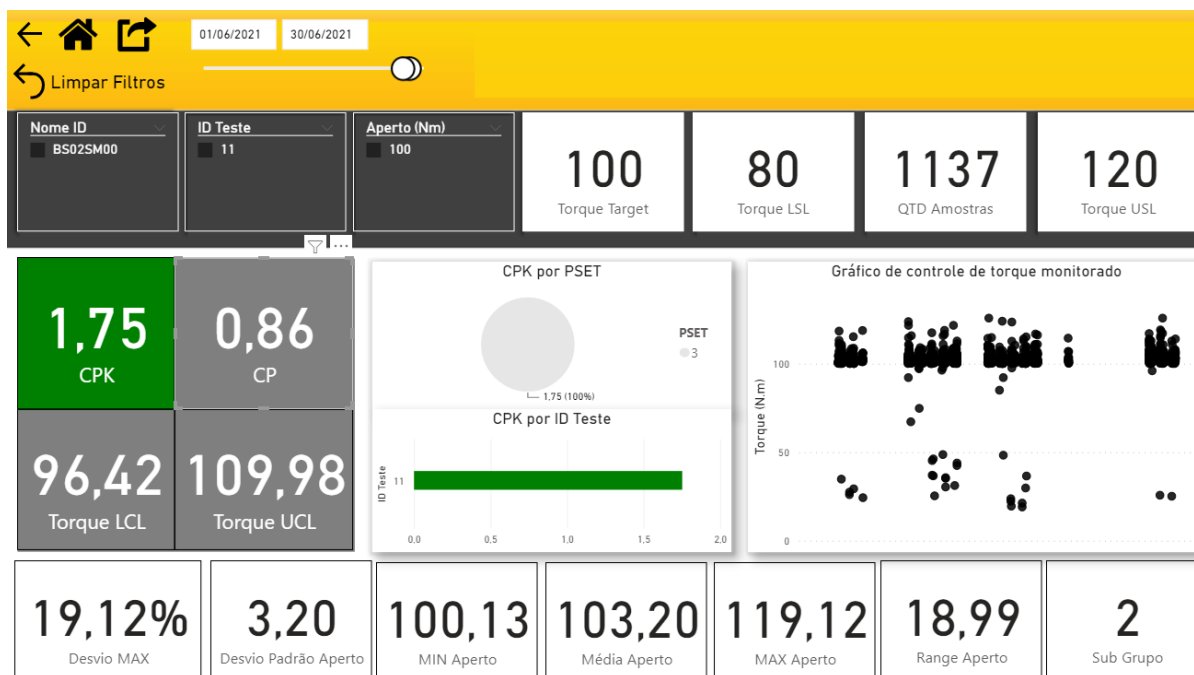 01/06/2021 30/06/2021
Limpar Filtros
Nome ID
BS02SM00
ID Teste
11
Aperto (Nm)
100
100
Torque Target
80
Torque LSL
1137
QTD Amostras
120
Torque USL
1,75
CPK
0,86
CP
96,42
Torque LCL
109,98
Torque UCL
CPK por PSET
PSET
3
1,75 (100%)
CPK por ID Teste
ID Teste
11
0,0 0,5 1,0 1,5 2,0
Gráfico de controle de torque monitorado
Torque (N.m)
100
50
0
19,12%
Desvio MAX
3,20
Desvio Padrão Aperto
100,13
MIN Aperto
103,20
Média Aperto
119,12
MAX Aperto
18,99
Range Aperto
2
Sub Grupo